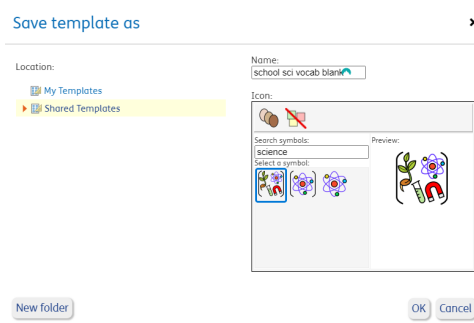 Save template as
Location:
My Templates
Shared Templates
Name:
school sci vocab blank
Icon:
Search symbols:
science
Select a symbol:
Preview:
New folder
OK
Cancel